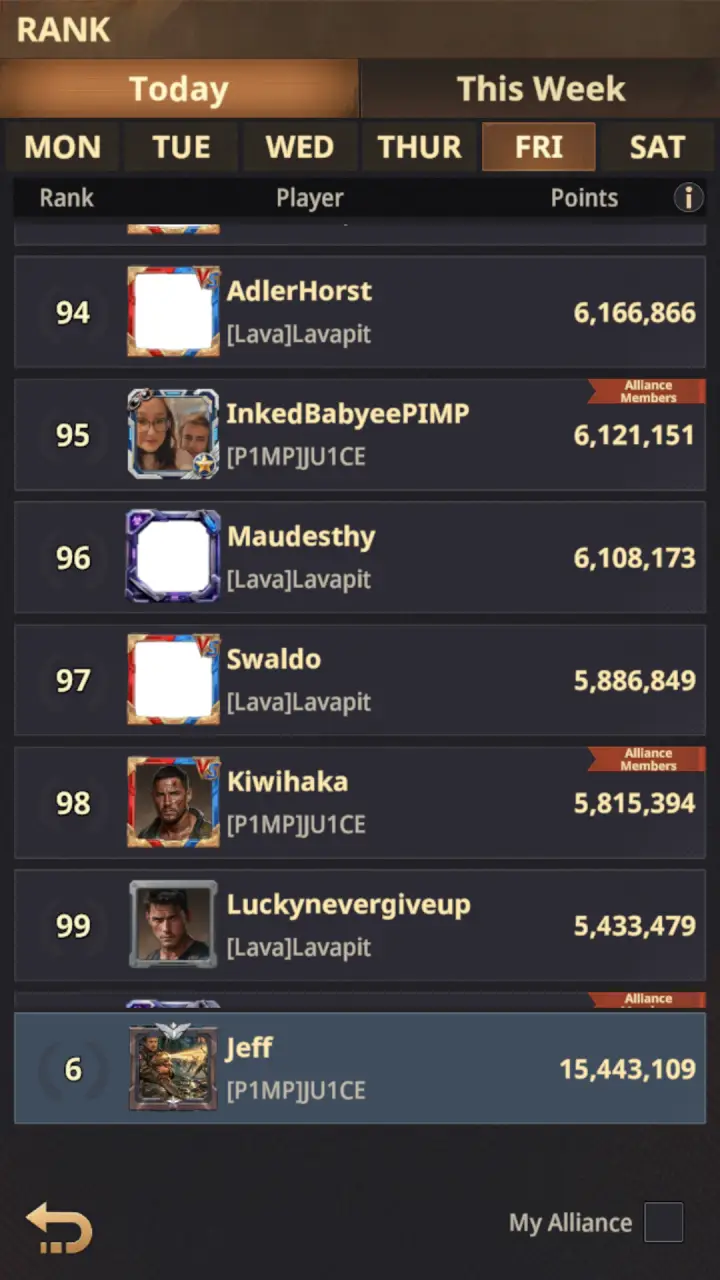 RANK
Today
This Week
MON
TUE
WED
THUR
FRI
SAT
Rank
Player
Points
94
AdlerHorst
[Lava]Lavapit
6,166,866
Alliance
Members
95
InkedBabyeePIMP
[P1MP]JU1CE
6,121,151
96
Maudesthy
[Lava]Lavapit
6,108,173
97
Swaldo
[Lava]Lavapit
5,886,849
Alliance
Members
98
Kiwihaka
[P1MP]JU1CE
5,815,394
99
Luckynevergiveup
[Lava]Lavapit
5,433,479
Alliance
6
Jeff
[P1MP]JU1CE
15,443,109
My Alliance